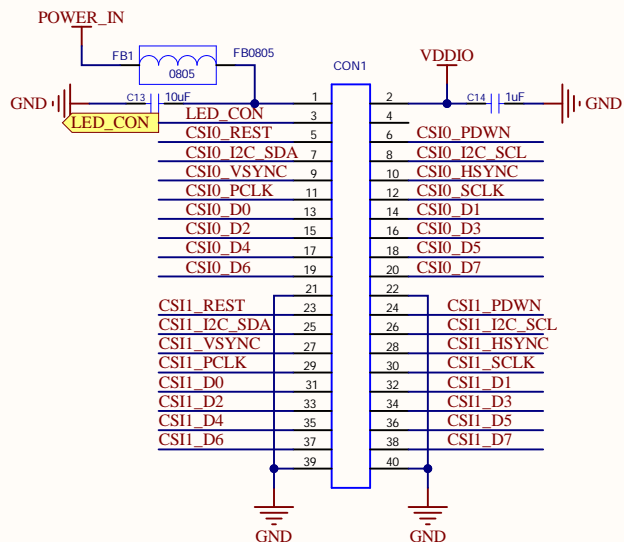 POWER_IN
FB1
FB0805
0805
CON1
VDDIO
GND
C13
10uF
1
2
C14
1uF
GND
LED_CON
LED_CON
3
4
CSI0_REST
5
6
CSI0_PDWN
CSI0_I2C_SDA
7
8
CSI0_I2C_SCL
CSI0_VSYNC
9
10
CSI0_HSYNC
CSI0_PCLK
11
12
CSI0_SCLK
CSI0_D0
13
14
CSI0_D1
CSI0_D2
15
16
CSI0_D3
CSI0_D4
17
18
CSI0_D5
CSI0_D6
19
20
CSI0_D7
21
22
CSI1_REST
23
24
CSI1_PDWN
CSI1_I2C_SDA
25
26
CSI1_I2C_SCL
CSI1_VSYNC
27
28
CSI1_HSYNC
CSI1_PCLK
29
30
CSI1_SCLK
CSI1_D0
31
32
CSI1_D1
CSI1_D2
33
34
CSI1_D3
CSI1_D4
35
36
CSI1_D5
CSI1_D6
37
38
CSI1_D7
39
40
GND
GND